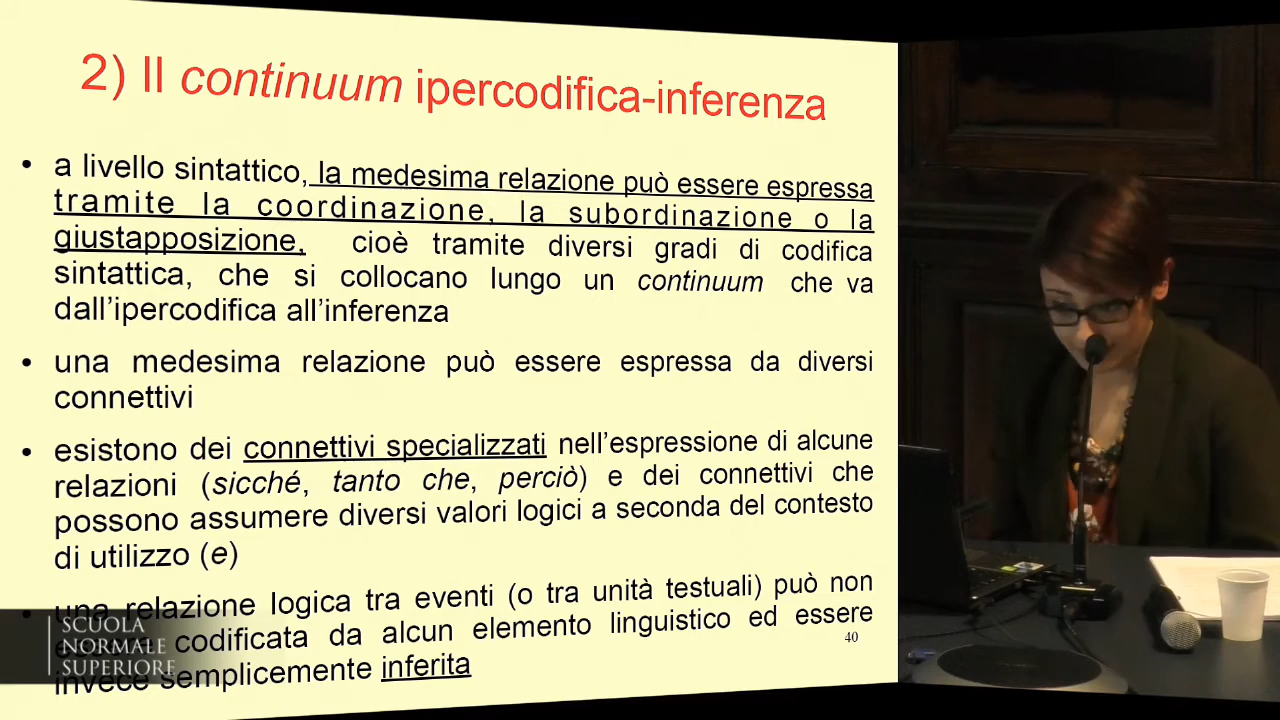 2) Il continuum ipercodifica-inferenza
• a livello sintattico, la medesima relazione può essere espressa
tramite la coordinazione, la subordinazione o la
giustapposizione, cioè tramite diversi gradi di codifica
sintattica, che si collocano lungo un continuum che va
dall'ipercodifica all'inferenza
• una medesima relazione può essere espressa da diversi
connettivi
• esistono dei connettivi specializzati nell'espressione di alcune
relazioni (sicché, tanto che, perciò) e dei connettivi che
possono assumere diversi valori logici a seconda del contesto
di utilizzo (e)
• una relazione logica tra eventi (o tra unità testuali) può non
essere codificata da alcun elemento linguistico ed essere
invece semplicemente inferita
40
SCUOLA
NORMALE
SUPERIORE